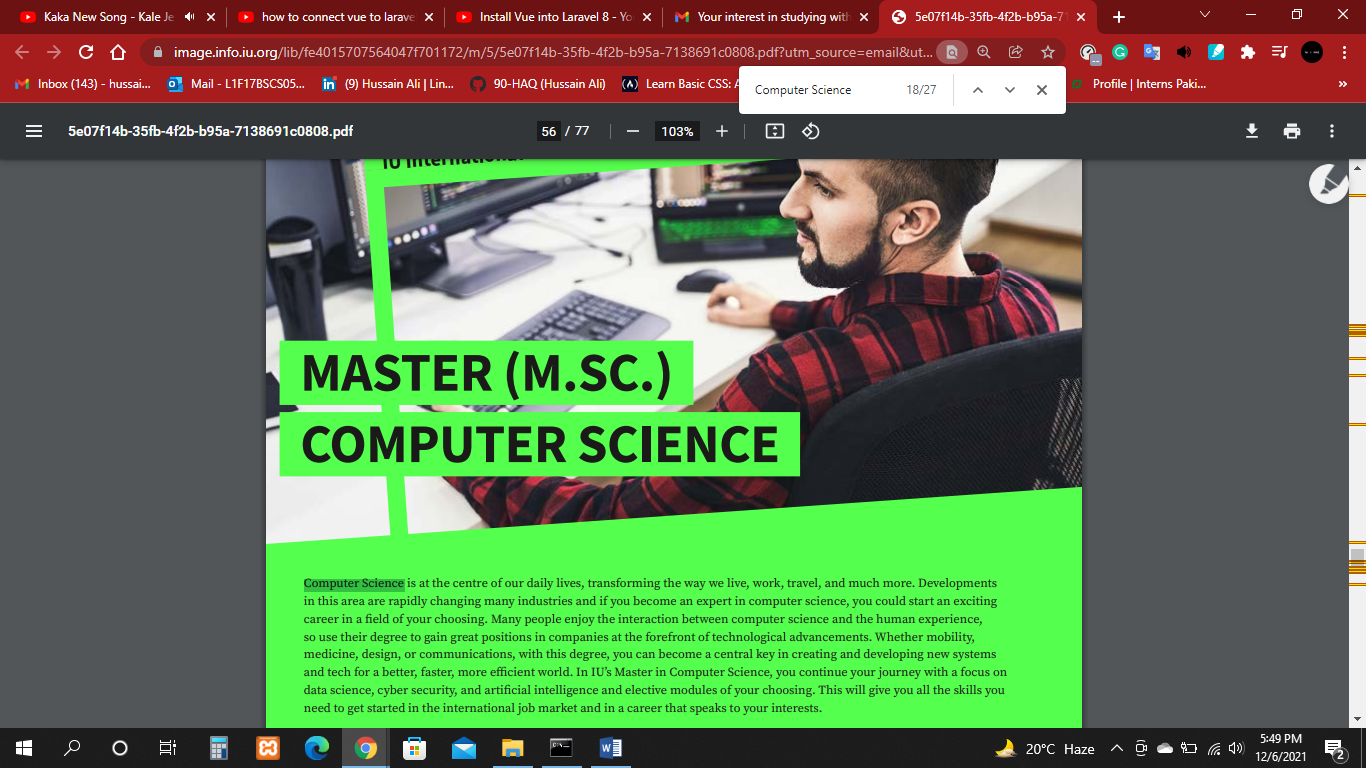 Kaka New Song - Kale Je
how to connect vue to larave
Install Vue into Laravel 8 - Yo
Your interest in studying with
5e07f14b-35fb-4f2b-b95a-71
image.info.iu.org/lib/fe4015707564047f701172/m/5/5e07f14b-35fb-4f2b-b95a-7138691c0808.pdf?utm_source=email&ut...
Inbox (143) - hussai...
Mail - L1F17BSCS05...
(9) Hussain Ali | Lin...
90-HAQ (Hussain Ali)
Learn Basic CSS: A
Profile | Interns Paki...
»
Computer Science 18/27
5e07f14b-35fb-4f2b-b95a-7138691c0808.pdf
56 / 77
103%
IU International
MASTER (M.SC.)
COMPUTER SCIENCE
Computer Science is at the centre of our daily lives, transforming the way we live, work, travel, and much more. Developments
in this area are rapidly changing many industries and if you become an expert in computer science, you could start an exciting
career in a field of your choosing. Many people enjoy the interaction between computer science and the human experience,
so use their degree to gain great positions in companies at the forefront of technological advancements. Whether mobility,
medicine, design, or communications, with this degree, you can become a central key in creating and developing new systems
and tech for a better, faster, more efficient world. In IU's Master in Computer Science, you continue your journey with a focus on
data science, cyber security, and artificial intelligence and elective modules of your choosing. This will give you all the skills you
need to get started in the international job market and in a career that speaks to your interests.
20°C Haze
5:49 PM
12/6/2021
2